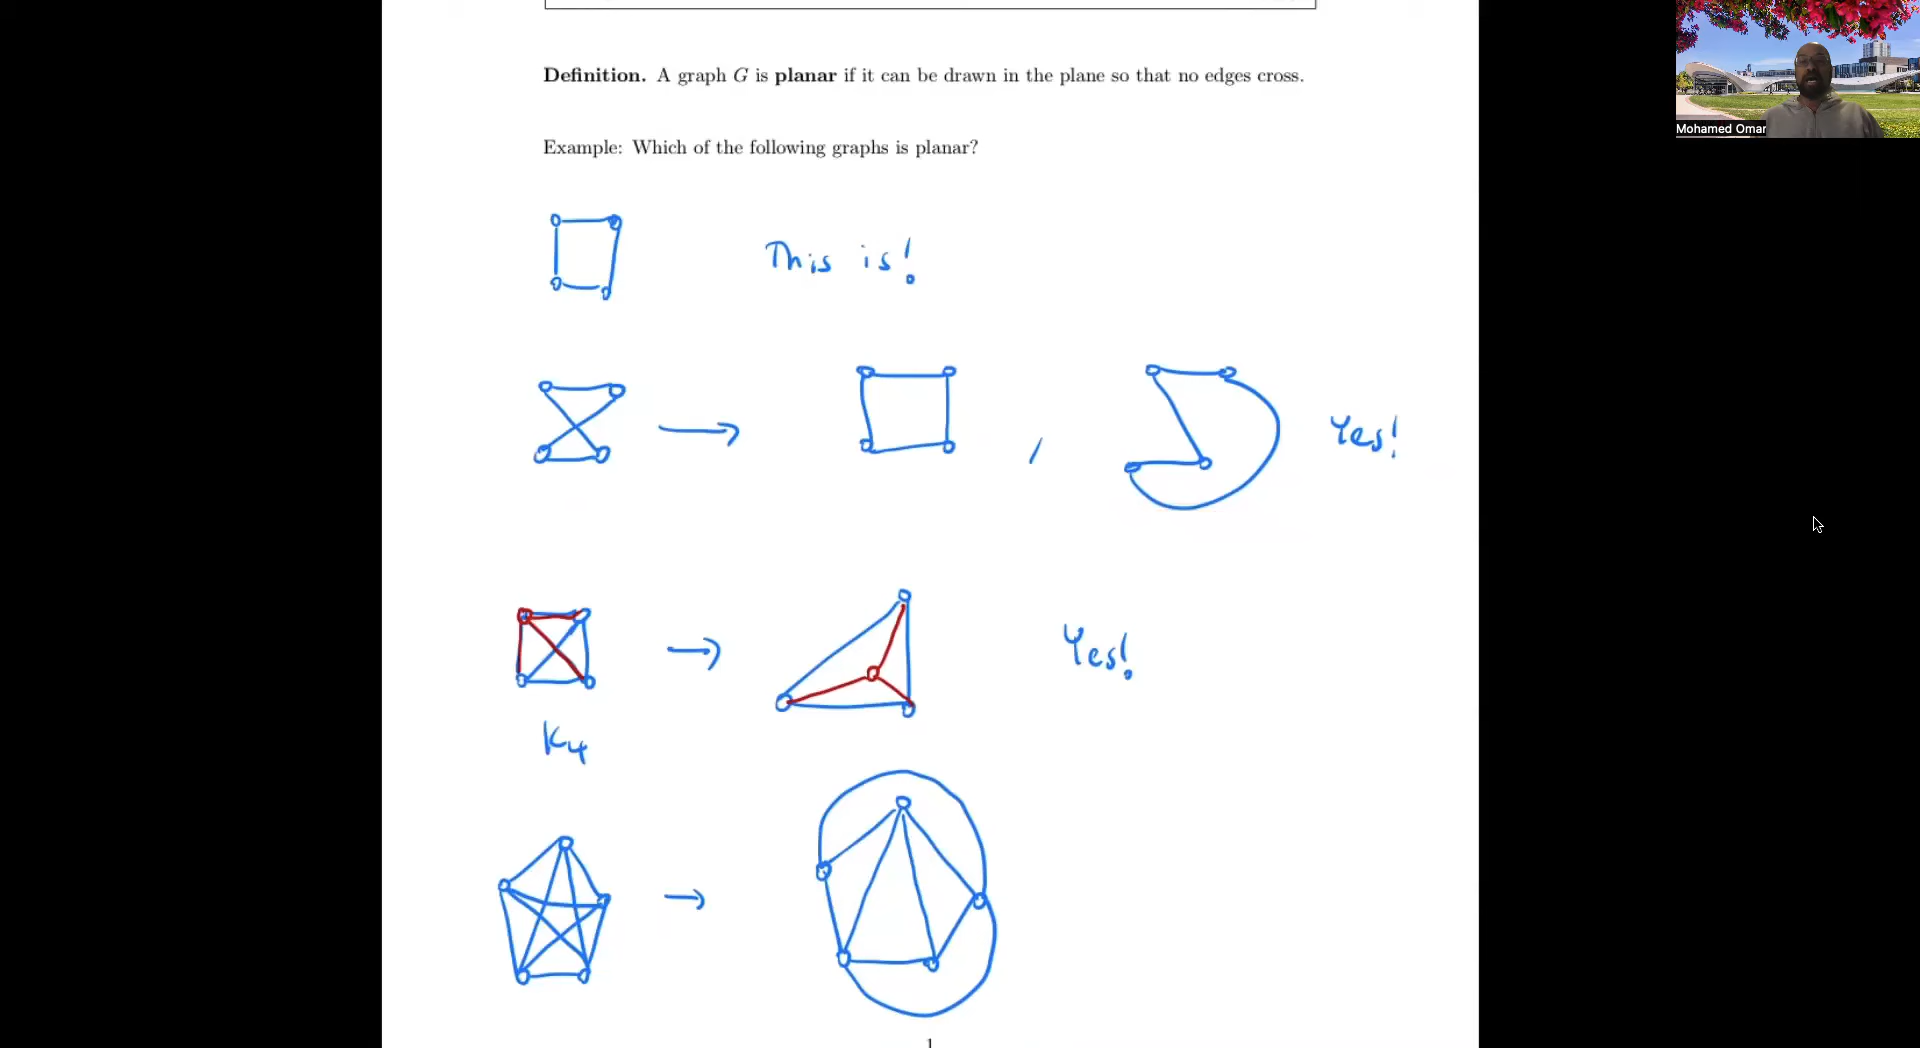 Definition. A graph G is planar if it can be drawn in the plane so that no edges cross.
Mohamed Omar
Example: Which of the following graphs is planar?
This is!
, Yes!
Yes!
K4
1